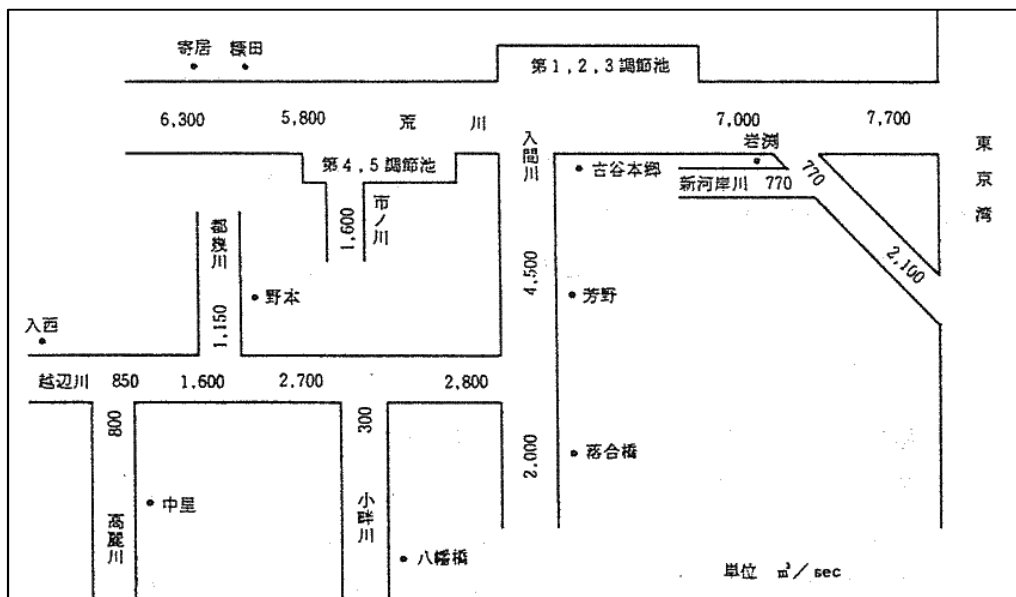 寄居 糠田
第1,2,3調節池
6,300 5,800 荒川 7,000 7,700
岩渕
第4,5調節池
入間川
古谷本郷
新河岸川 770
770
東京湾
市ノ川
1,600
都幾川
1,150
野本
4,500
芳野
2,100
入西
越辺川 850 1.600 2,700 2,800
800
300
2,000
落合橋
中里
高麗川
小畔川
八幡橋
単位 m³/sec